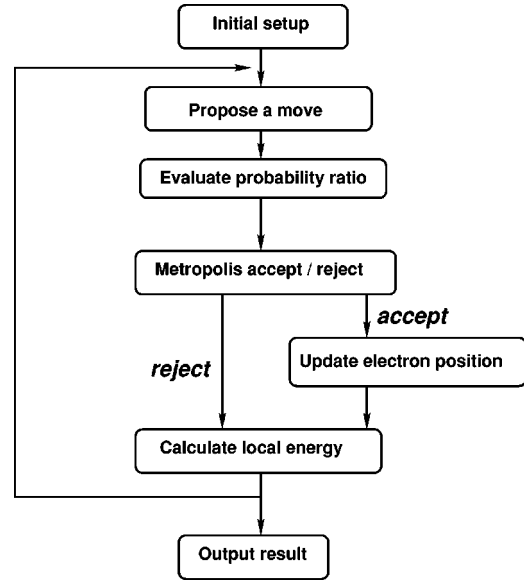 Initial setup
Propose a move
Evaluate probability ratio
Metropolis accept / reject
accept
reject
Update electron position
Calculate local energy
Output result